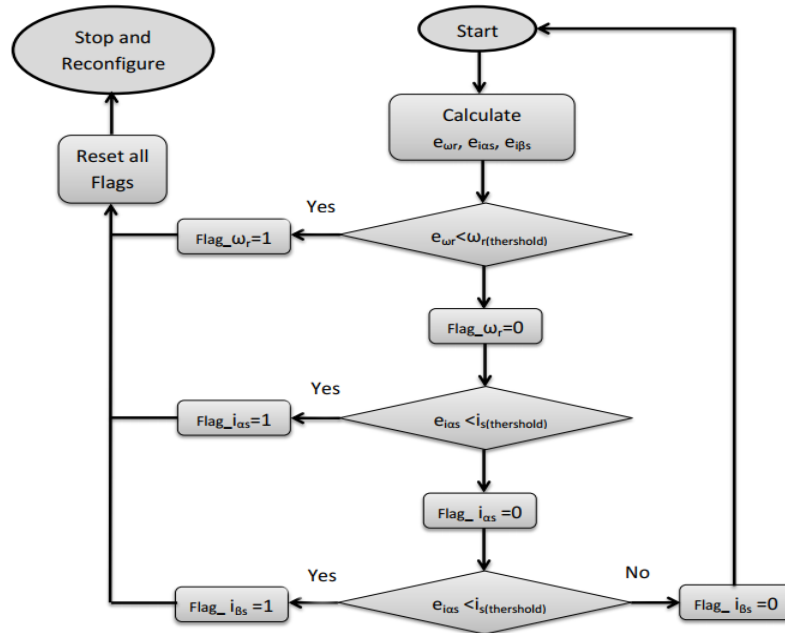 Stop and
Reconfigure
Start
Calculate
eωr, eiαs, eiβs
Reset all
Flags
Yes
Flag_ωr=1
eωr<ωr(thershold)
Flag_ωr=0
Yes
Flag_iαs=1
eiαs <is(thershold)
Flag_ iαs =0
Yes
No
Flag_ iβs =1
eiαs <is(thershold)
Flag_ iβs =0